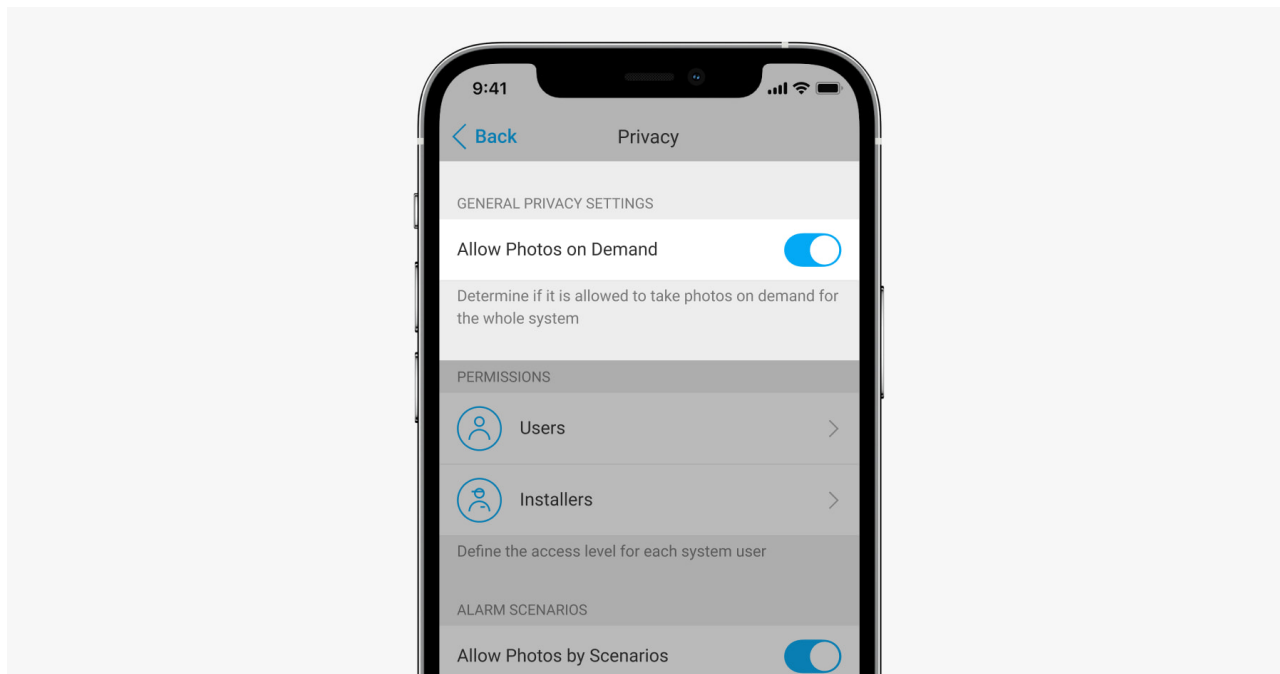 9:41
Back
Privacy
GENERAL PRIVACY SETTINGS
Allow Photos on Demand
Determine if it is allowed to take photos on demand for
the whole system
PERMISSIONS
Users
Installers
Define the access level for each system user
ALARM SCENARIOS
Allow Photos by Scenarios